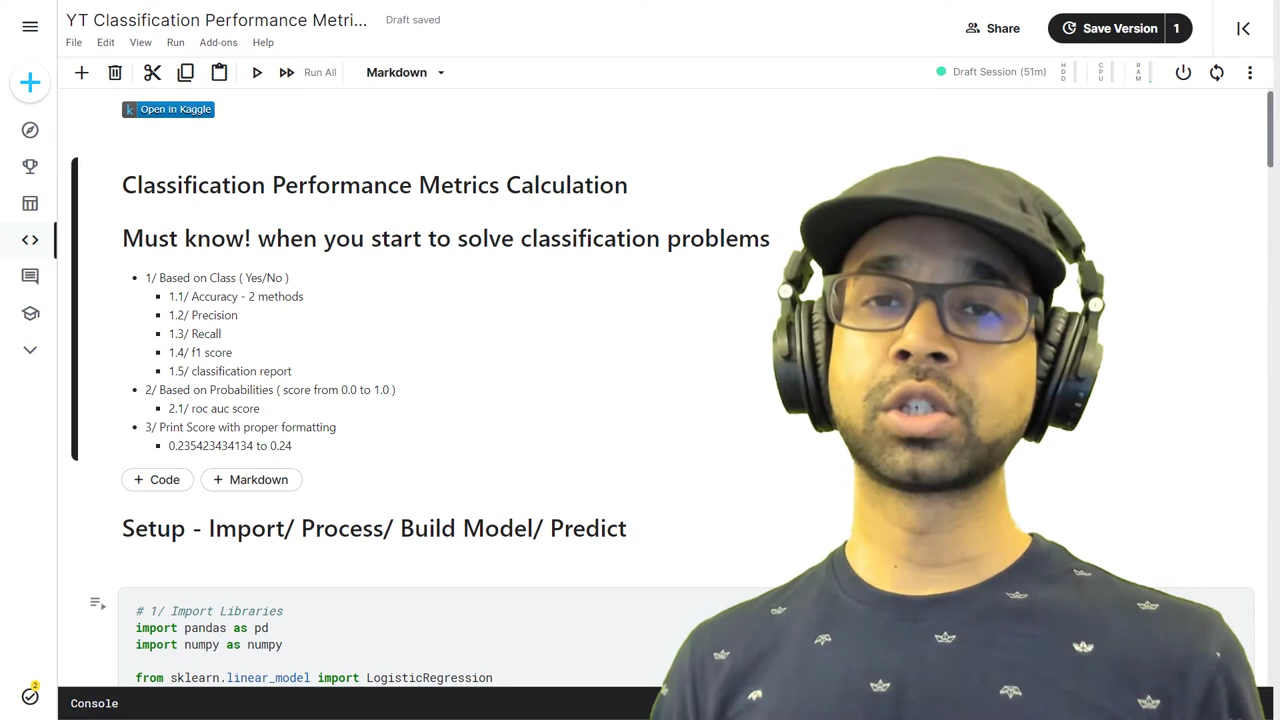 YT Classification Performance Metri...
Draft saved
Share
Save Version
1
File
Edit
View
Run
Add-ons
Help
Run All
Markdown
Draft Session (51m)
HDD
CPU
RAM
k Open in Kaggle
Classification Performance Metrics Calculation
Must know! when you start to solve classification problems
1/ Based on Class ( Yes/No )
1.1/ Accuracy - 2 methods
1.2/ Precision
1.3/ Recall
1.4/ f1 score
1.5/ classification report
2/ Based on Probabilities ( score from 0.0 to 1.0 )
2.1/ roc auc score
3/ Print Score with proper formatting
0.235423434134 to 0.24
+ Code
+ Markdown
Setup - Import/ Process/ Build Model/ Predict
# 1/ Import Libraries
import pandas as pd
import numpy as numpy
from sklearn.linear_model import LogisticRegression
2
Console